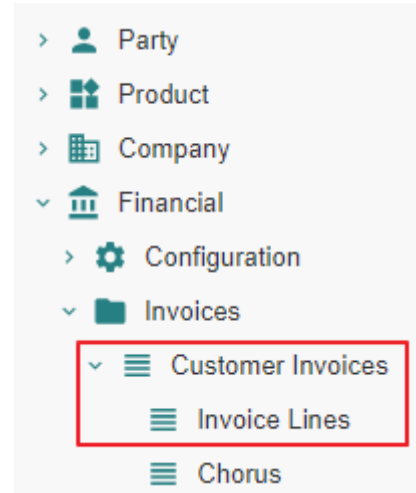 Party
Product
Company
Financial
Configuration
Invoices
Customer Invoices
Invoice Lines
Chorus